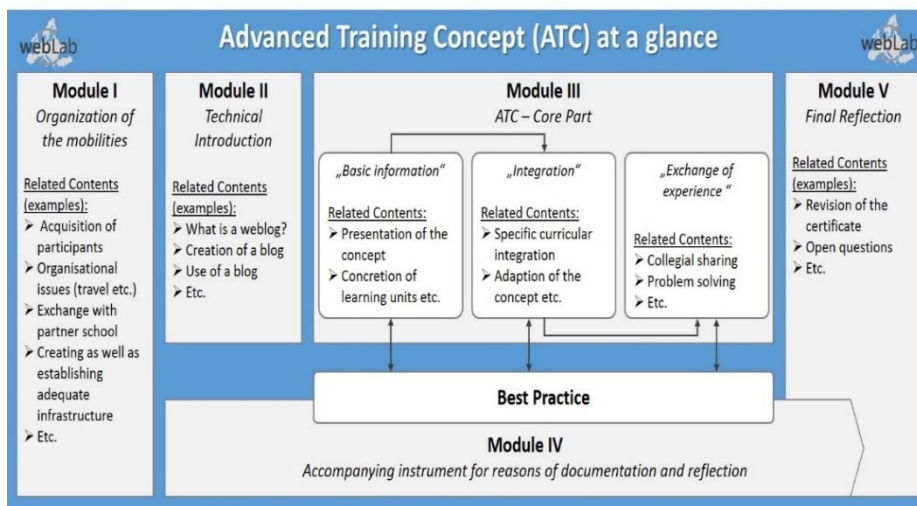 webLab
Advanced Training Concept (ATC) at a glance
webLab
Module I
Organization of
the mobilities
Related Contents
(examples):
➢ Acquisition of
participants
➢ Organisational
issues (travel etc.)
➢ Exchange with
partner school
➢ Creating as well as
establishing
adequate
infrastructure
➢ Etc.
Module II
Technical
Introduction
Related Contents
(examples):
➢ What is a weblog?
➢ Creation of a blog
➢ Use of a blog
➢ Etc.
Module III
ATC – Core Part
„Basic information“
Related Contents:
➢ Presentation of the
concept
➢ Concretion of
learning units etc.
„Integration“
Related Contents:
➢ Specific curricular
integration
➢ Adaption of the
concept etc.
„Exchange of
experience “
Related Contents:
➢ Collegial sharing
➢ Problem solving
➢ Etc.
Best Practice
Module IV
Accompanying instrument for reasons of documentation and reflection
Module V
Final Reflection
Related Contents
(examples):
➢ Revision of the
certificate
➢ Open questions
➢ Etc.